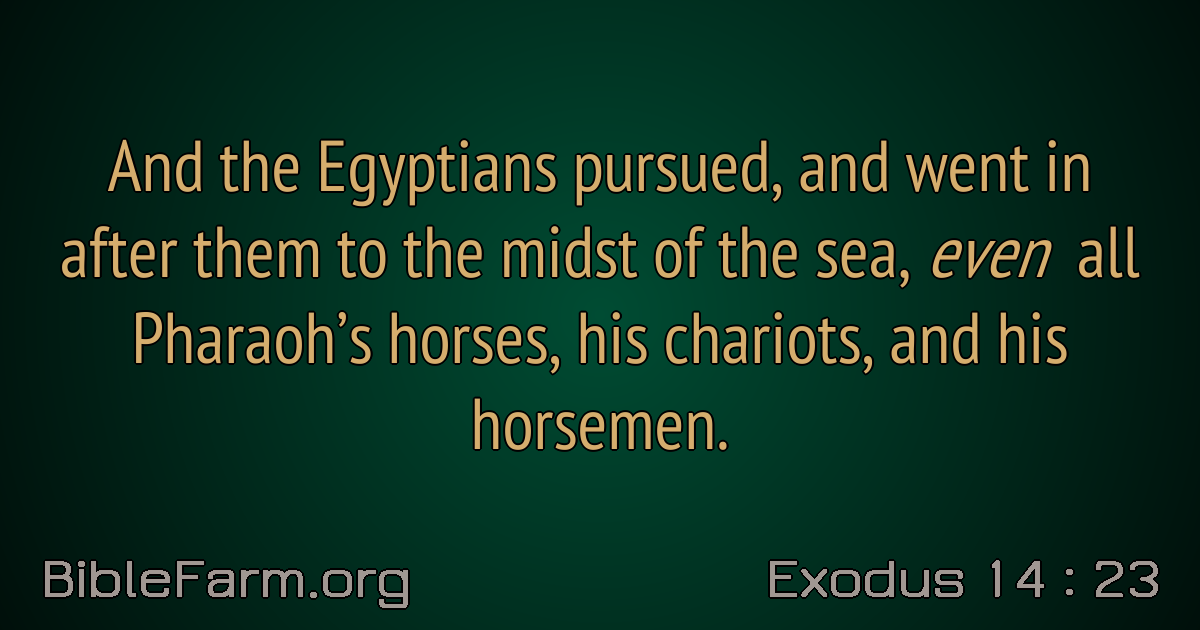 And the Egyptians pursued, and went in
after them to the midst of the sea, even all
Pharaoh’s horses, his chariots, and his
horsemen.
BibleFarm.org
Exodus 14 : 23